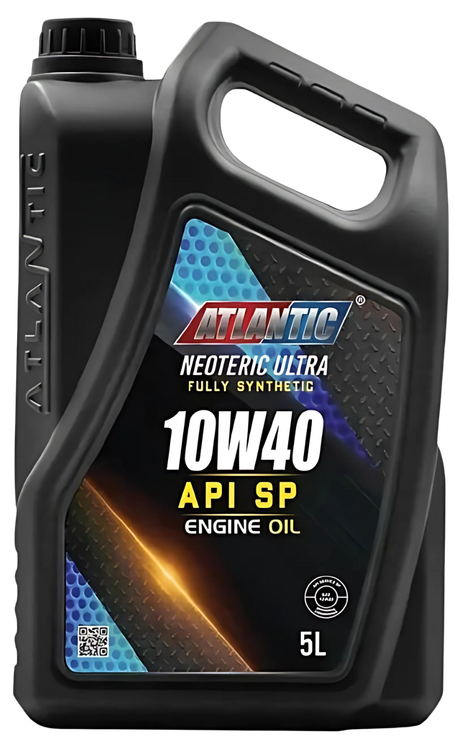 ATLANTIC
ATLANTIC®
NEOTERIC ULTRA
FULLY SYNTHETIC
10W40
API SP
ENGINE OIL
5L